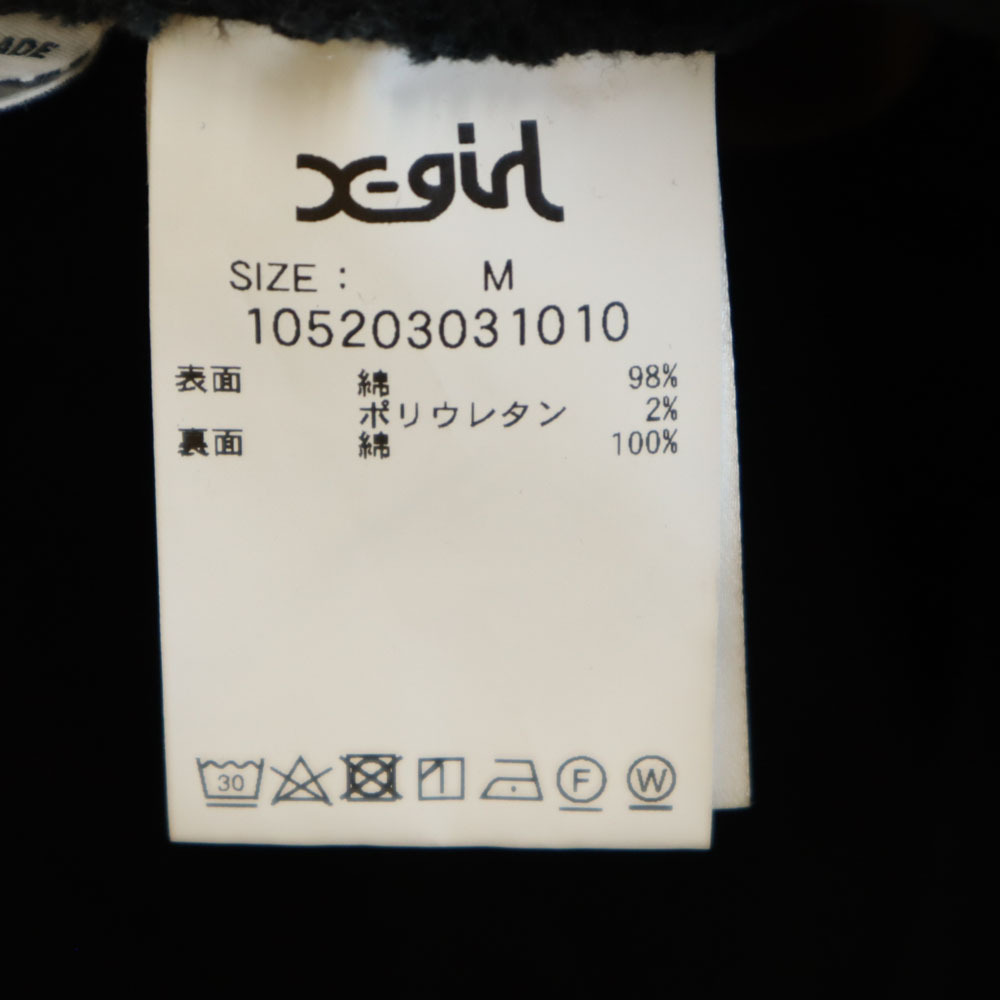 ADE
X-girl
SIZE : M
105203031010
表面 綿 98%
ポリウレタン 2%
裏面 綿 100%
30 F W